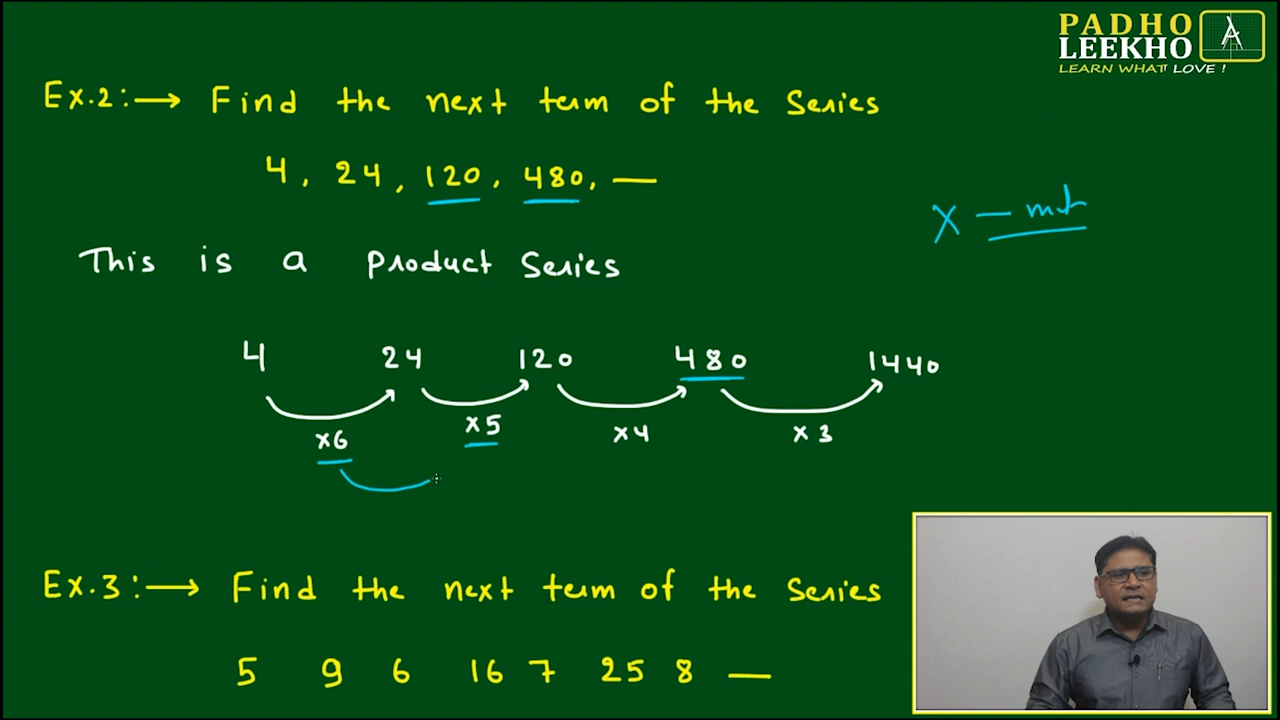 PADHO
LEEKHO
LEARN WHAT LOVE !
Ex.2:→ Find the next term of the Series
4, 24, 120, 480, —
X —
This is a Product Series
4 24 120 480 1440
×6 ×5 ×4 ×3
Ex.3:→ Find the next term of the Series
5 9 6 16 7 25 8 —